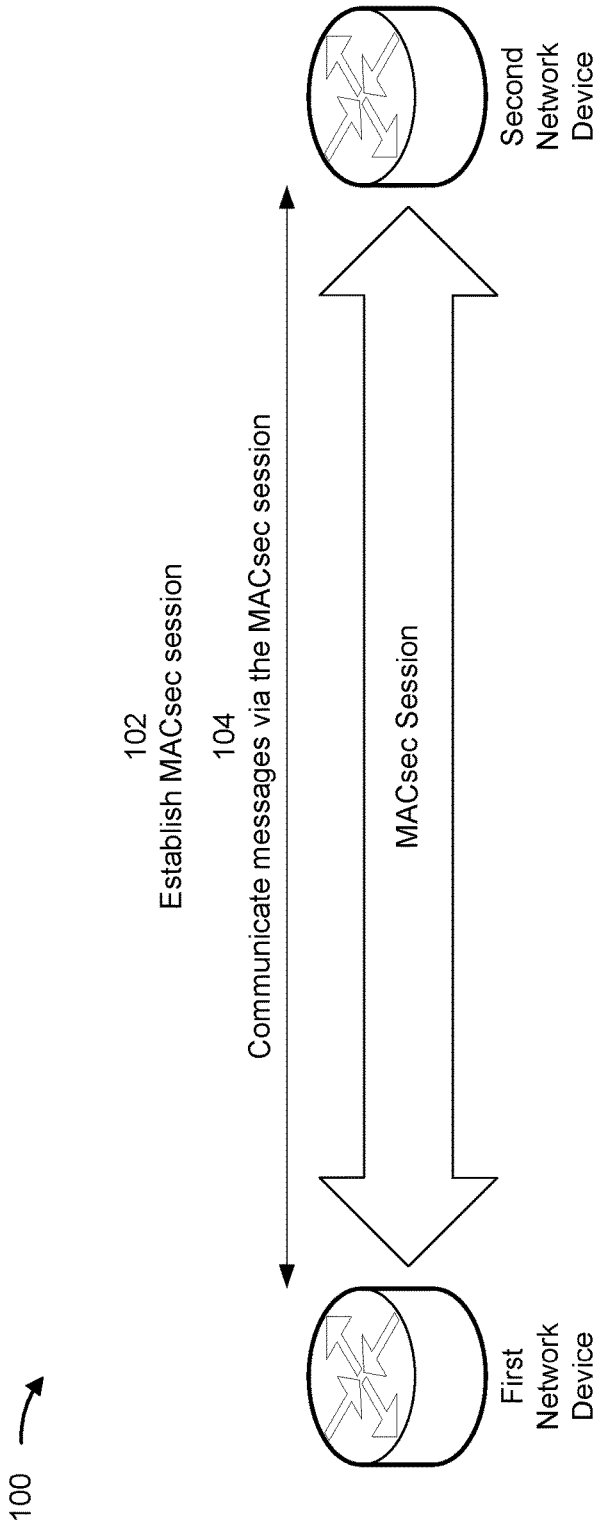 100
102
Establish MACsec session
104
Communicate messages via the MACsec session
MACsec Session
First
Network
Device
Second
Network
Device